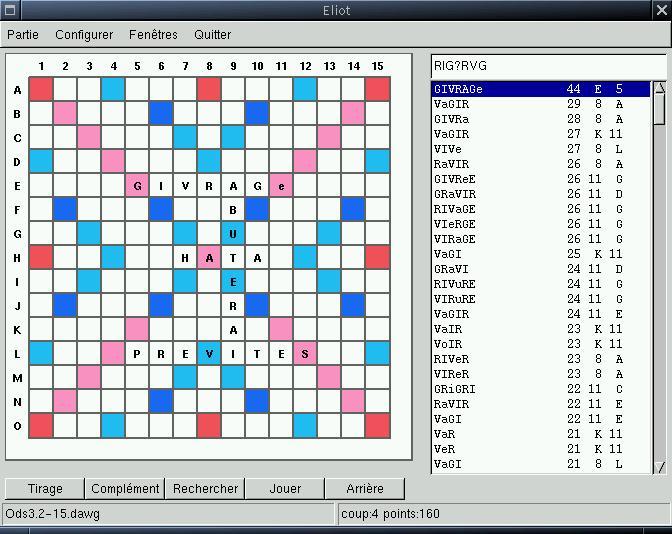 Eliot
Partie Configurer Fenêtres Quitter
RIG?RVG
1 2 3 4 5 6 7 8 9 10 11 12 13 14 15
A
B
C
D
E G I V R A G e
F B
G U
H H A T A
I E
J R
K A
L P R E V I T E S
M
N
O
GIVRAGe 44 E 5
VaGIR 29 8 A
GIVRa 28 8 A
VaGIR 27 K 11
VIVe 27 8 L
RaVIR 26 8 A
GIVReE 26 11 G
GRaVIR 26 11 D
RIVaGE 26 11 G
VIeRGE 26 11 G
VIRaGE 26 11 G
VaGI 25 K 11
GRaVI 24 11 D
RIVuRE 24 11 G
VIRuRE 24 11 G
VaGIR 24 11 E
VaIR 23 K 11
VoIR 23 K 11
RIVeR 23 8 A
VIReR 23 8 A
GRiGRI 22 11 C
RaVIR 22 11 E
VaGI 22 11 E
VaR 21 K 11
VeR 21 K 11
VaGI 21 8 L
Tirage Complément Rechercher Jouer Arrière
Ods3.2-15.dawg coup:4 points:160